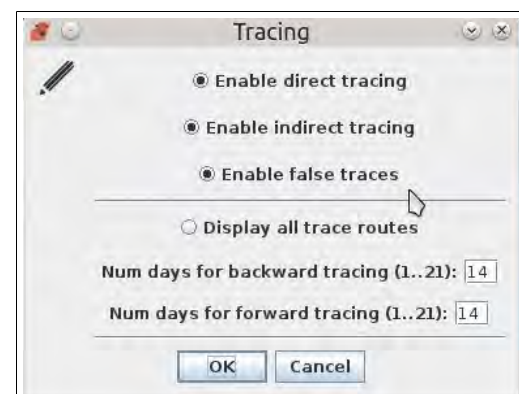 Tracing
Enable direct tracing
Enable indirect tracing
Enable false traces
Display all trace routes
Num days for backward tracing (1..21): 14
Num days for forward tracing (1..21): 14
OK Cancel